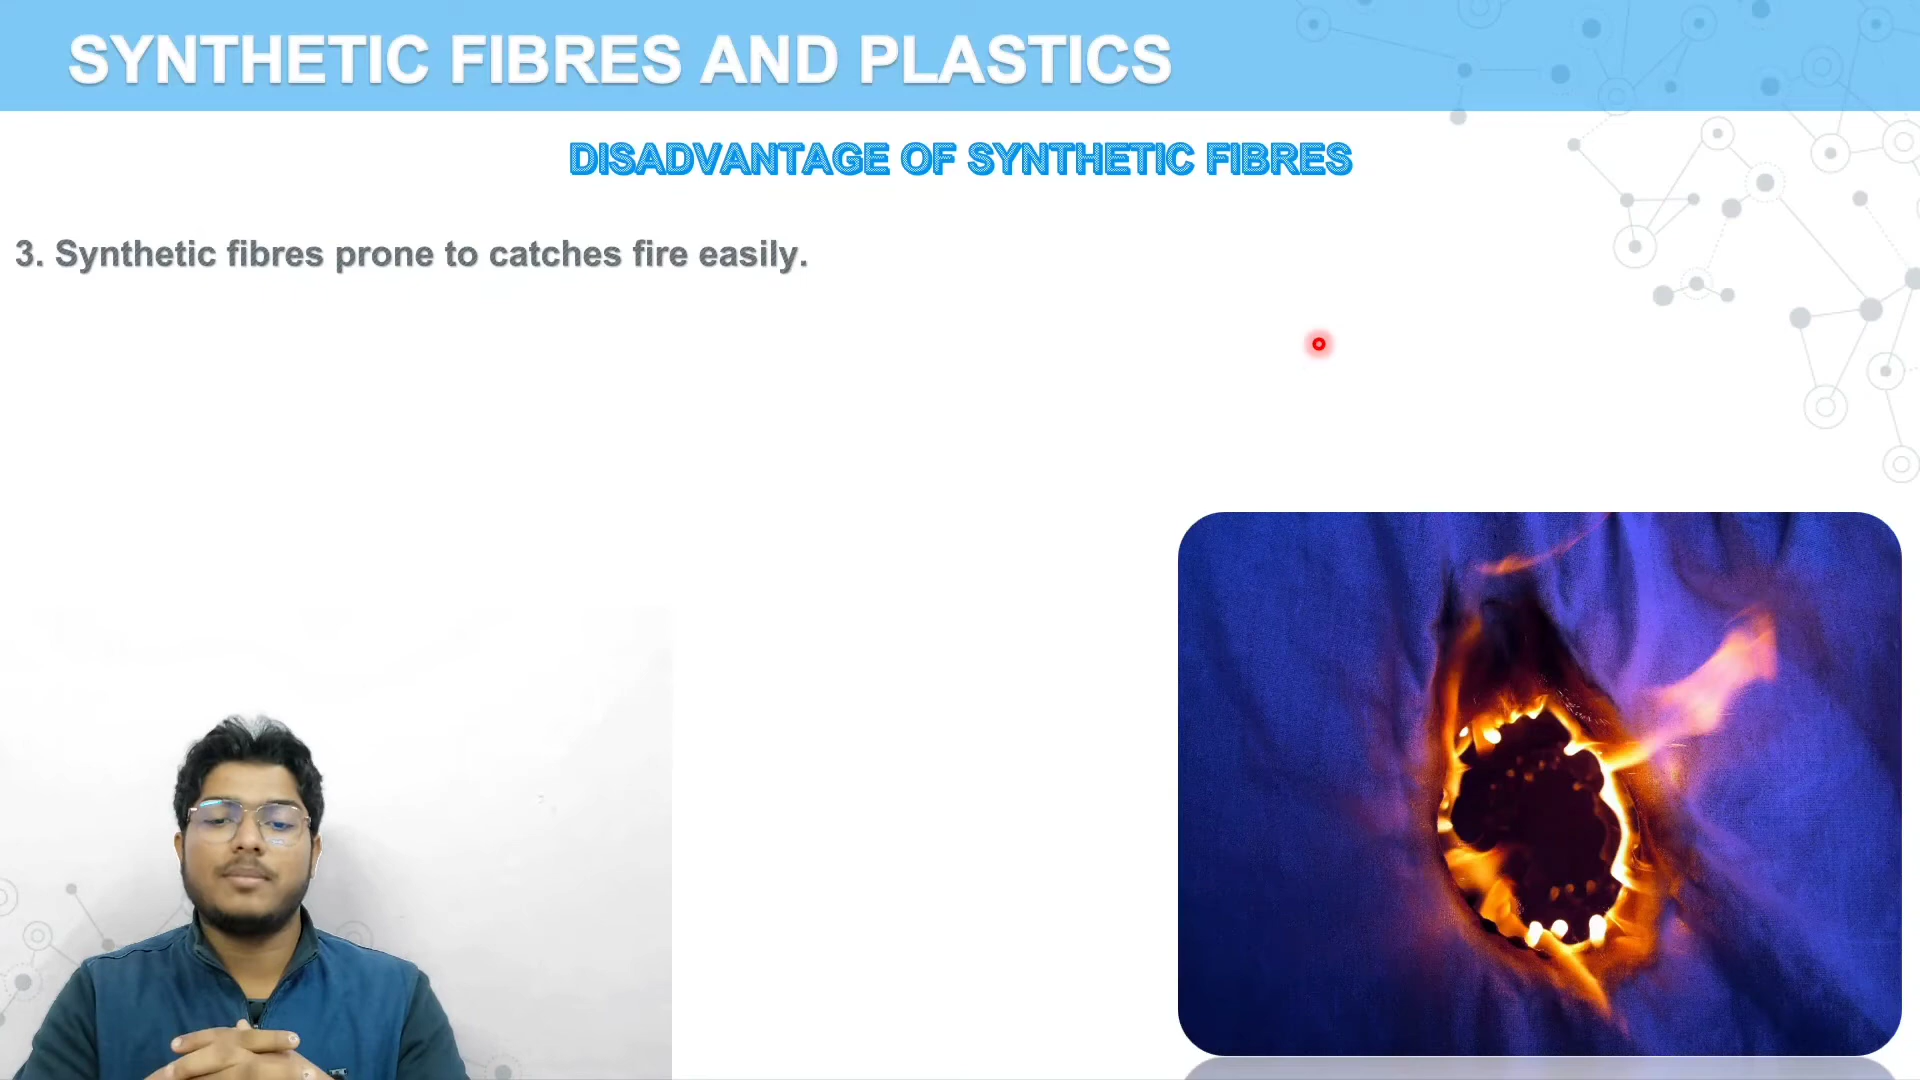 SYNTHETIC FIBRES AND PLASTICS
DISADVANTAGE OF SYNTHETIC FIBRES
3. Synthetic fibres prone to catches fire easily.